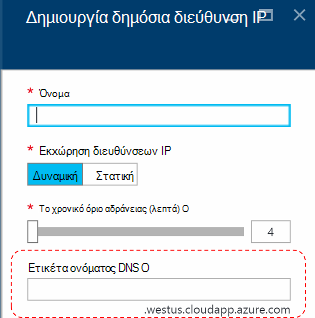 Δημιουργία δημόσια διεύθυνση IP
* Όνομα
* Εκχώρηση διευθύνσεων IP
Δυναμική Στατική
* Το χρονικό όριο αδράνειας (λεπτά) Ο
4
Ετικέτα ονόματος DNS Ο
.westus.cloudapp.azure.com